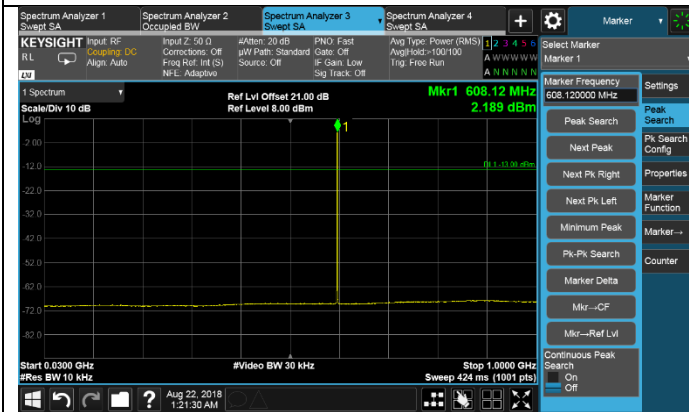 Spectrum Analyzer 1
Swept SA
Spectrum Analyzer 2
Occupied BW
Spectrum Analyzer 3
Swept SA
Spectrum Analyzer 4
Swept SA
+
Marker
KEYSIGHT
RL
LXI
Input: RF
Coupling: DC
Align: Auto
Input Z: 50 Ω
Corrections: Off
Freq Ref: Int (S)
NFE: Adaptive
#Atten: 20 dB
µW Path: Standard
Source: Off
PNO: Fast
Gate: Off
IF Gain: Low
Sig Track: Off
Avg Type: Power (RMS)
Avg|Hold:>100/100
Trig: Free Run
1 2 3 4 5 6
A W W W W W
A N N N N N
Select Marker
Marker 1
1 Spectrum
Scale/Div 10 dB
Log
Ref Lvl Offset 21.00 dB
Ref Level 8.00 dBm
Mkr1 608.12 MHz
2.189 dBm
1
DL1 -13.00 dBm
-2.00
-12.0
-22.0
-32.0
-42.0
-52.0
-62.0
-72.0
-82.0
Start 0.0300 GHz
#Res BW 10 kHz
#Video BW 30 kHz
Stop 1.0000 GHz
Sweep 424 ms (1001 pts)
Marker Frequency
608.120000 MHz
Peak Search
Next Peak
Next Pk Right
Next Pk Left
Minimum Peak
Pk-Pk Search
Marker Delta
Mkr→CF
Mkr→Ref Lvl
Continuous Peak
Search
On
Off
Settings
Peak
Search
Pk Search
Config
Properties
Marker
Function
Marker→
Counter
?
Aug 22, 2018
1:21:30 AM